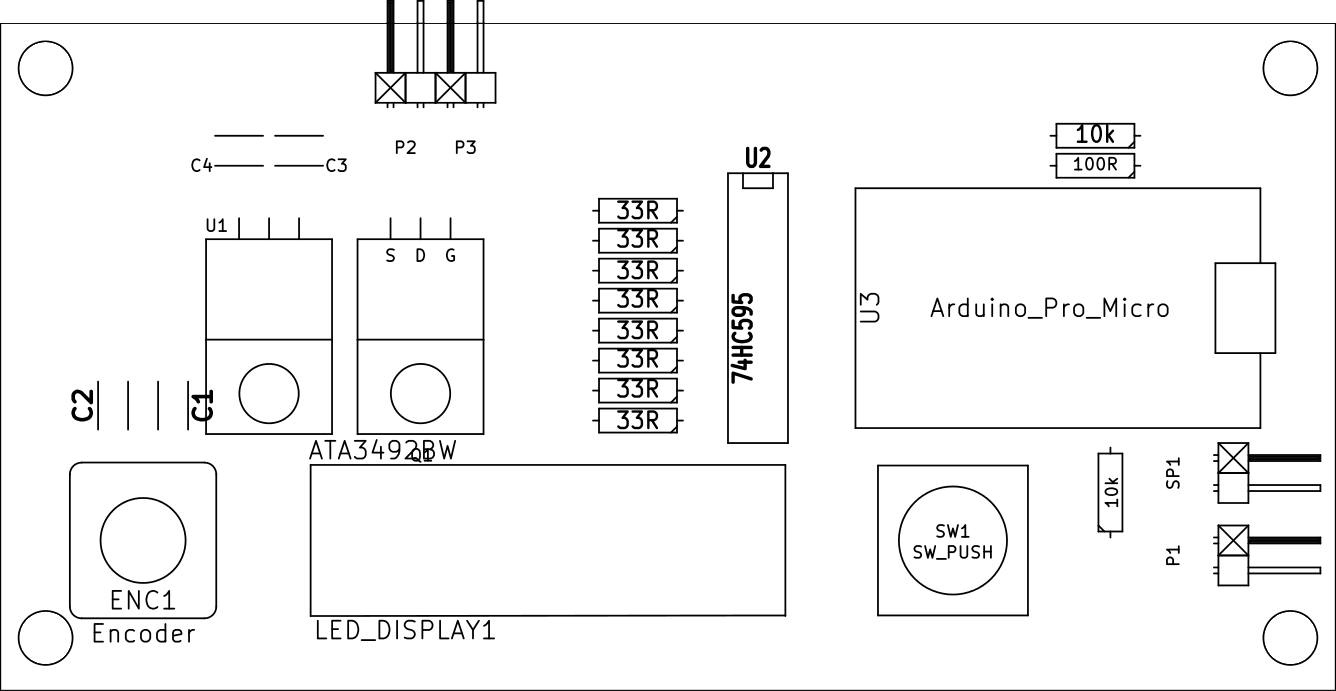 P2 P3
C4 C3
10k
100R
U2
U1
S D G
33R
33R
33R
33R
33R
33R
33R
33R
74HC595
U3
Arduino_Pro_Micro
C2
C1
ATA3492BW
Q1
SP1
10k
P1
SW1
SW_PUSH
ENC1
Encoder
LED_DISPLAY1